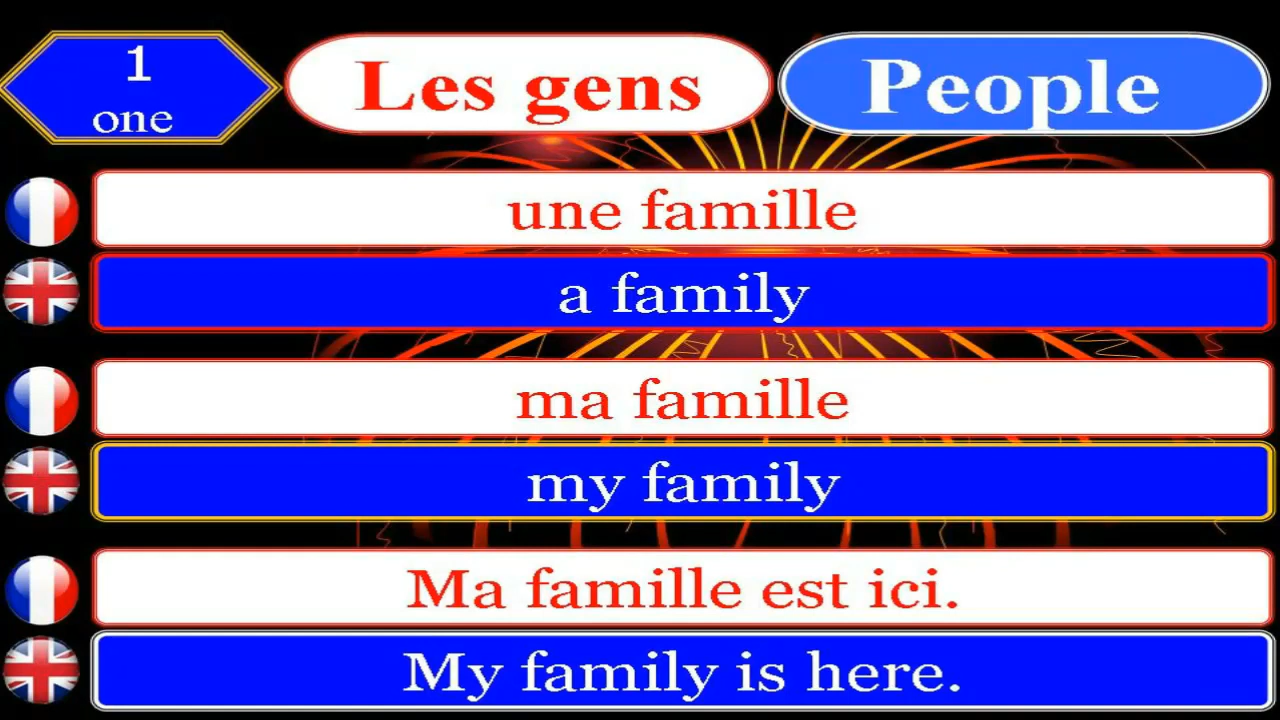 1
one
Les gens
People
une famille
a family
ma famille
my family
Ma famille est ici.
My family is here.